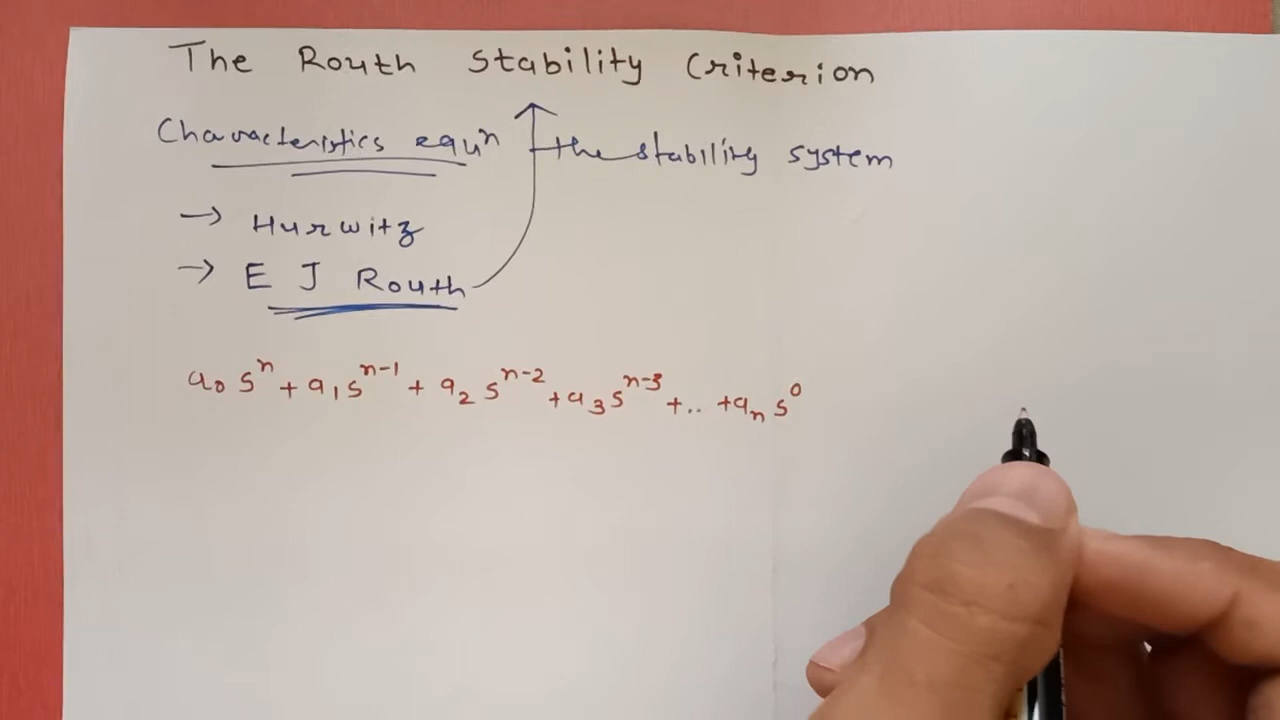 The Routh stability Criterion
Characteristics equⁿ the stability system
→ Hurwitz
→ E J Routh
a₀ sⁿ + a₁ sⁿ⁻¹ + a₂ sⁿ⁻² + a₃ sⁿ⁻³ + .. + aₙ s⁰